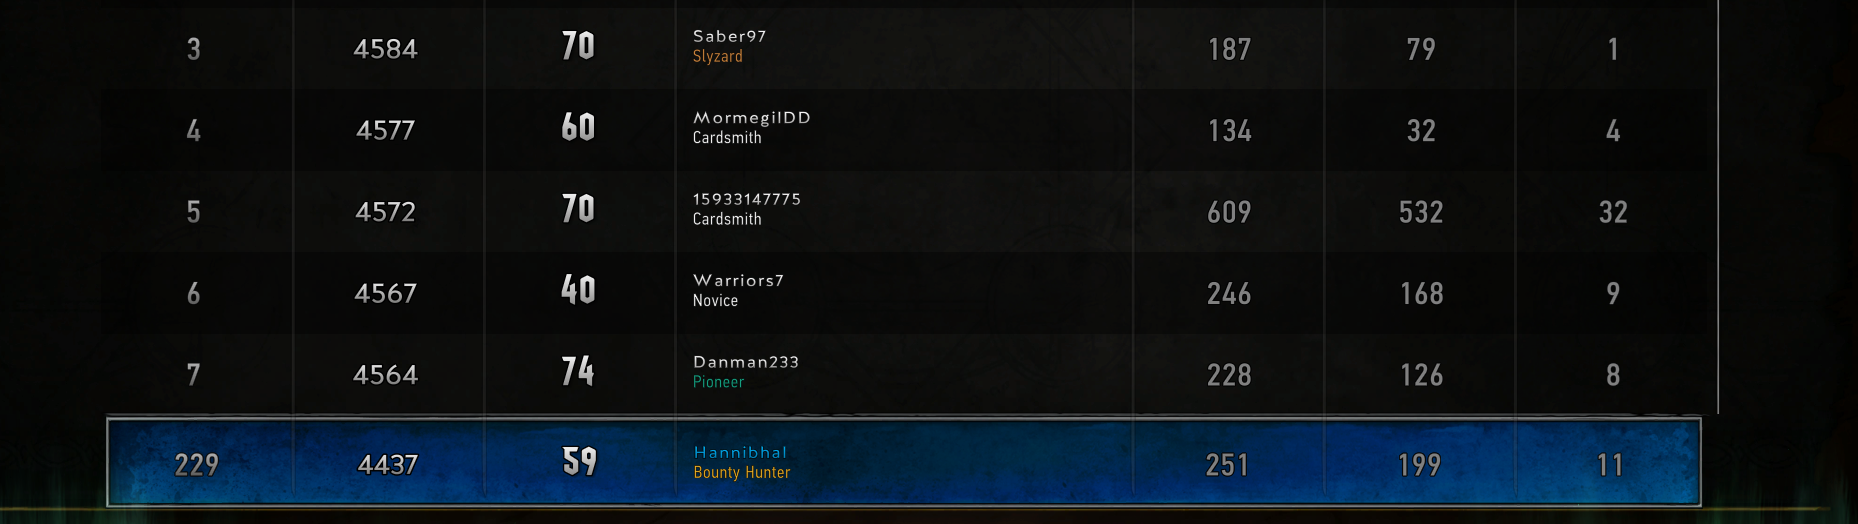 3 4584 70 Saber97 187 79 1
Slyzard
4 4577 60 MormegilDD 134 32 4
Cardsmith
5 4572 70 15933147775 609 532 32
Cardsmith
6 4567 40 Warriors7 246 168 9
Novice
7 4564 74 Danman233 228 126 8
Pioneer
229 4437 59 Hannibhal 251 199 11
Bounty Hunter